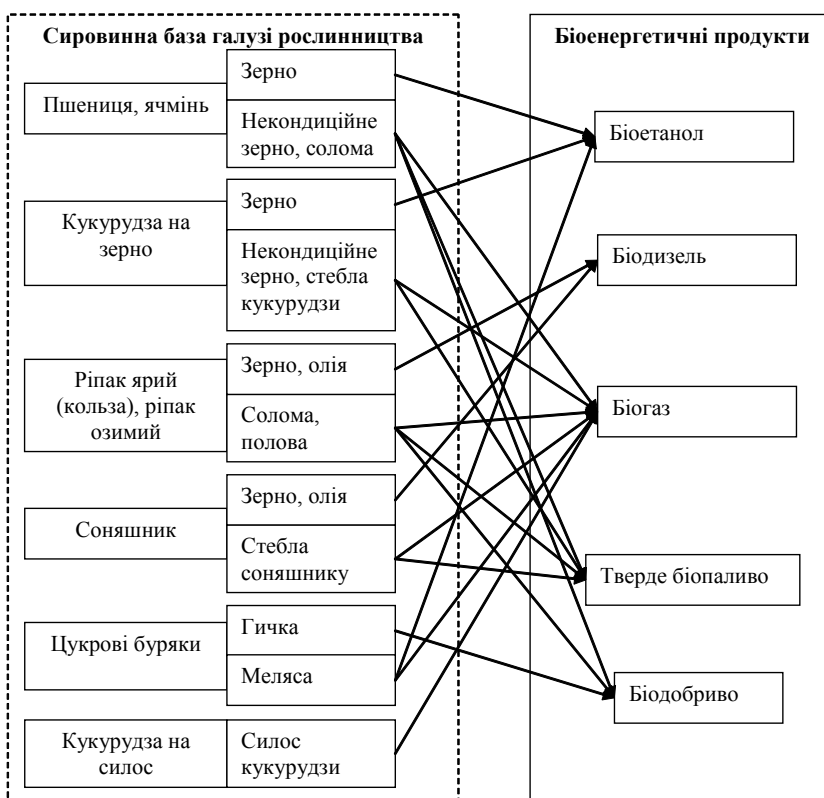 Сировинна база галузі рослинництва
Пшениця, ячмінь
Зерно
Некондиційне
зерно, солома
Кукурудза на
зерно
Зерно
Некондиційне
зерно, стебла
кукурудзи
Ріпак ярий
(кольза), ріпак
озимий
Зерно, олія
Солома,
полова
Соняшник
Зерно, олія
Стебла
соняшнику
Цукрові буряки
Гичка
Меляса
Кукурудза на
силос
Силос
кукурудзи
Біоенергетичні продукти
Біоетанол
Біодизель
Біогаз
Тверде біопаливо
Біодобриво